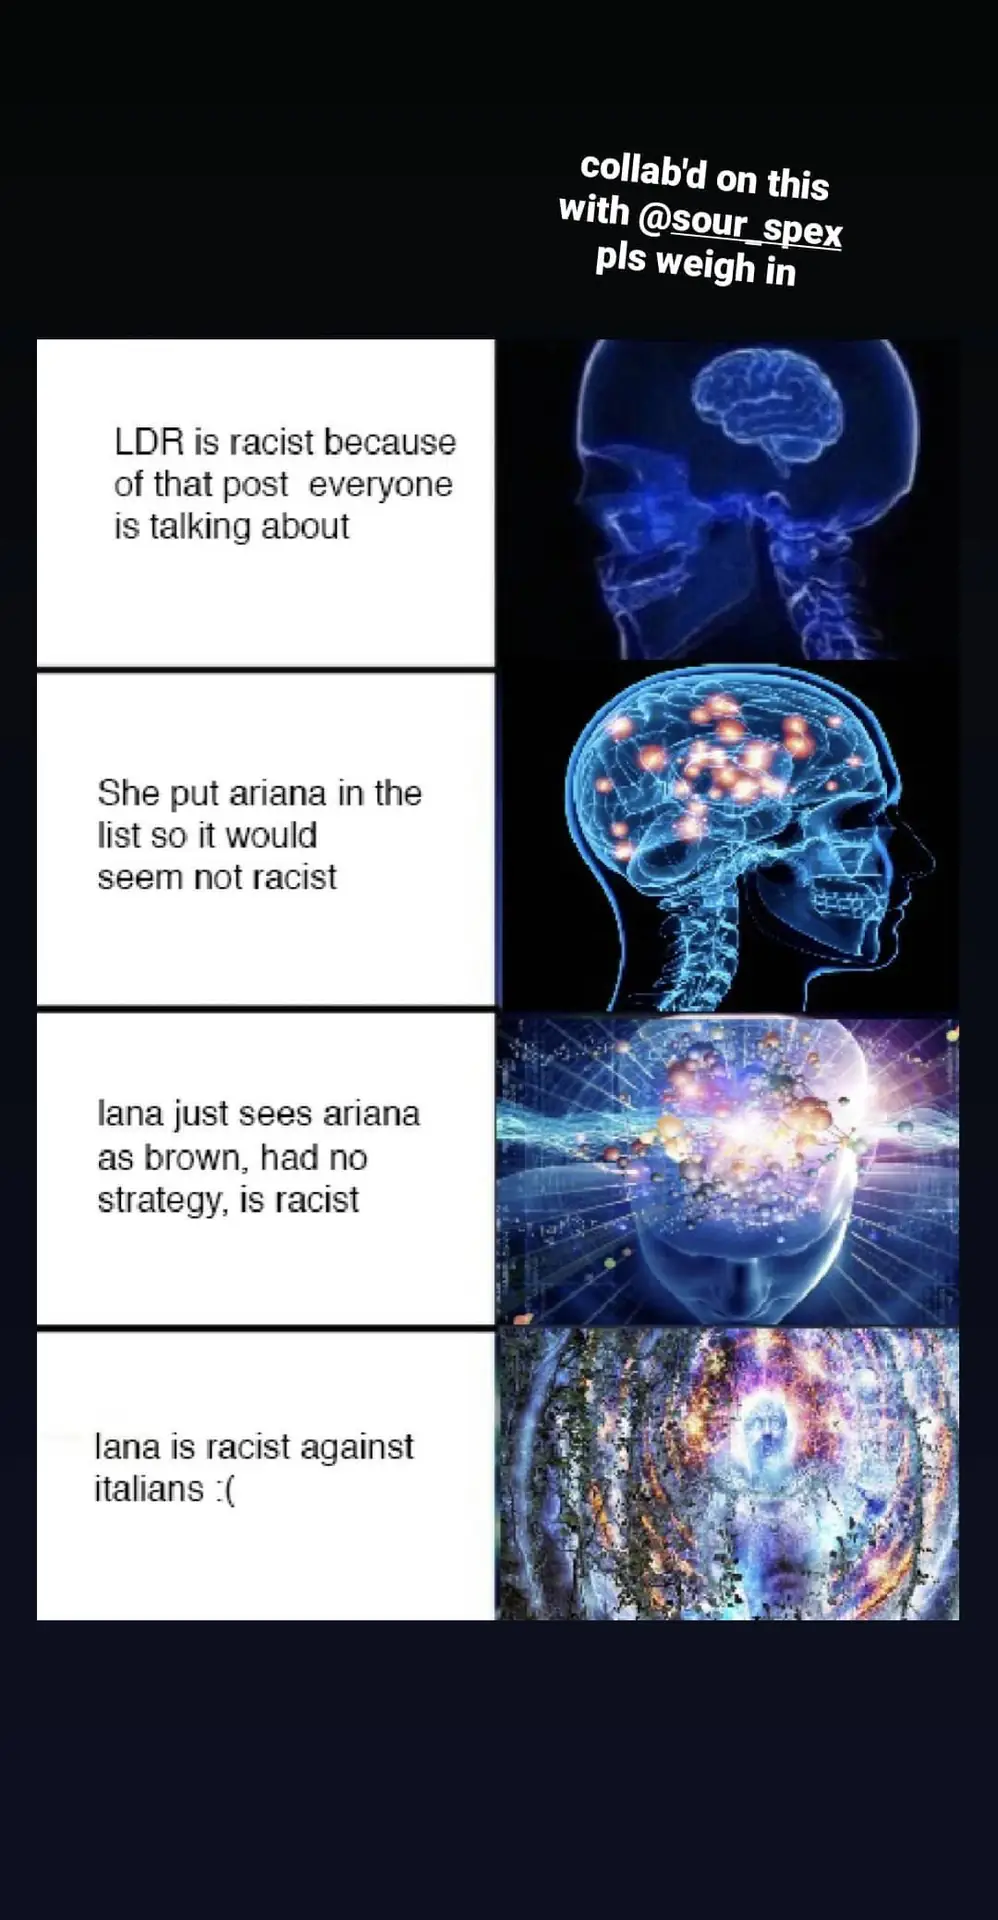 collab'd on this
with @sour_spex
pls weigh in
LDR is racist because
of that post everyone
is talking about
She put ariana in the
list so it would
seem not racist
lana just sees ariana
as brown, had no
strategy, is racist
lana is racist against
italians :(